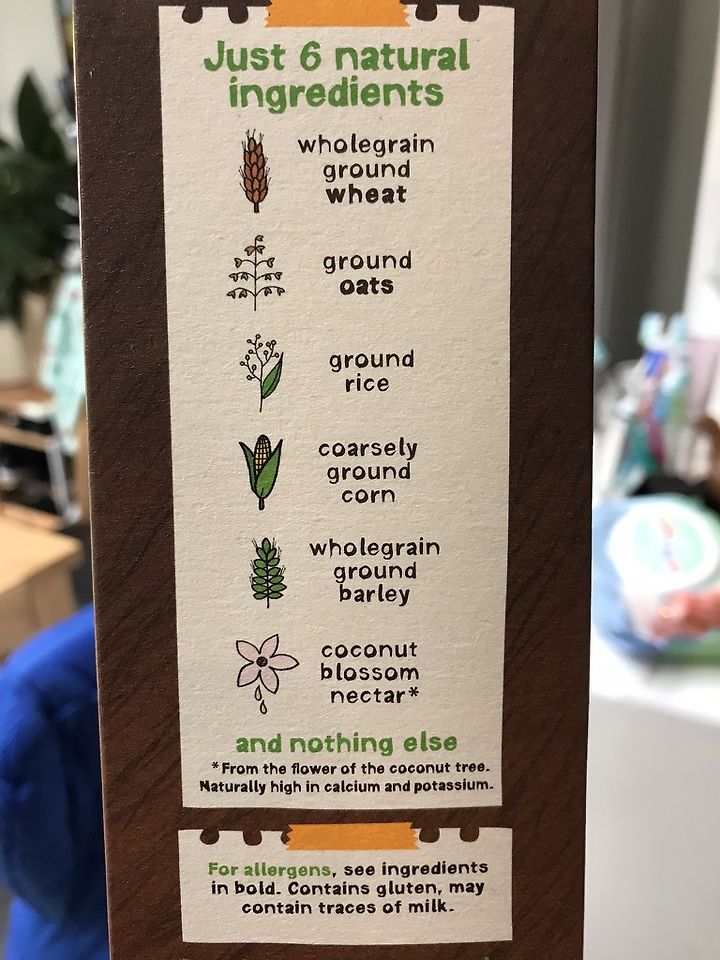 Just 6 natural
ingredients
wholegrain
ground
wheat
ground
oats
ground
rice
coarsely
ground
corn
wholegrain
ground
barley
coconut
blossom
nectar*
and nothing else
*From the flower of the coconut tree.
Naturally high in calcium and potassium.
For allergens, see ingredients
in bold. Contains gluten, may
contain traces of milk.